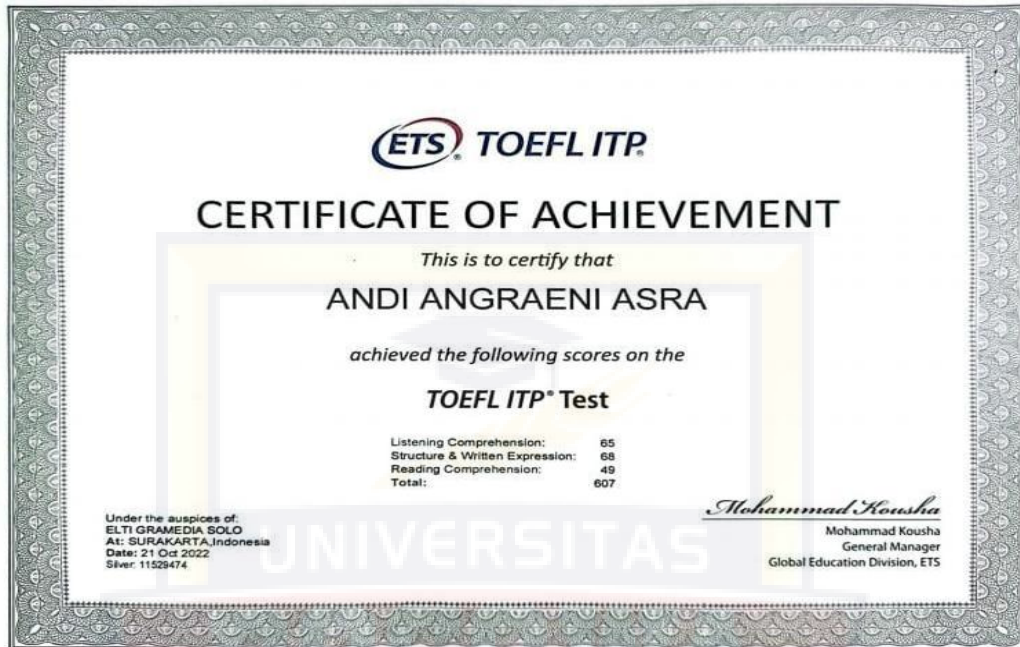 ETS® TOEFL ITP®
CERTIFICATE OF ACHIEVEMENT
This is to certify that
ANDI ANGRAENI ASRA
achieved the following scores on the
TOEFL ITP® Test
Listening Comprehension: 65
Structure & Written Expression: 68
Reading Comprehension: 49
Total: 607
Under the auspices of:
ELTI GRAMEDIA SOLO
At: SURAKARTA,Indonesia
Date: 21 Oct 2022
Silver: 11529474
Mohammad Kousha
Mohammad Kousha
General Manager
Global Education Division, ETS
UNIVERSITAS